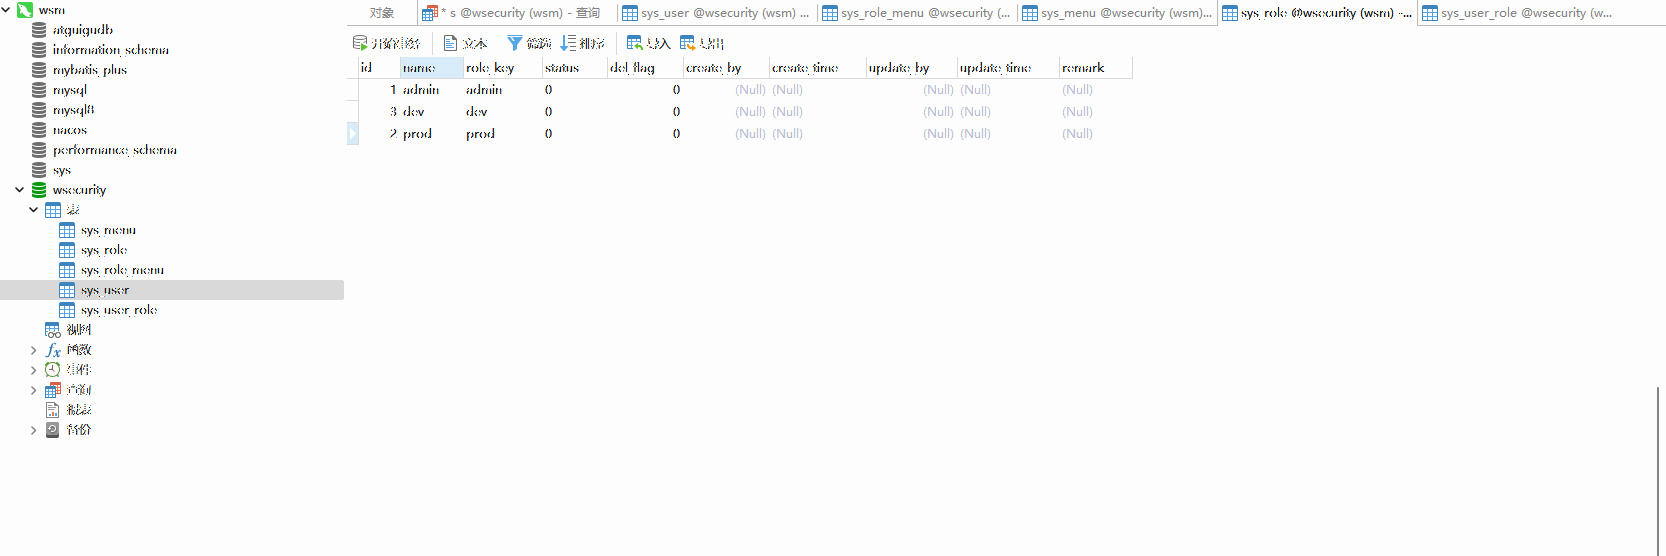 wsm
atguigudb
information_schema
mybatis_plus
mysql
mysql8
nacos
performance_schema
sys
wsecurity
表
sys_menu
sys_role
sys_role_menu
sys_user
sys_user_role
视图
函数
事件
查询
报表
备份
对象 * s @wsecurity (wsm) - 查询 sys_user @wsecurity (wsm) ... sys_role_menu @wsecurity (... sys_menu @wsecurity (wsm)... sys_role @wsecurity (wsm) -... sys_user_role @wsecurity (w...
开始事务 文本 筛选 排序 导入 导出
id name role_key status del_flag create_by create_time update_by update_time remark
1 admin admin 0 0 (Null) (Null) (Null) (Null) (Null)
3 dev dev 0 0 (Null) (Null) (Null) (Null) (Null)
2 prod prod 0 0 (Null) (Null) (Null) (Null) (Null)